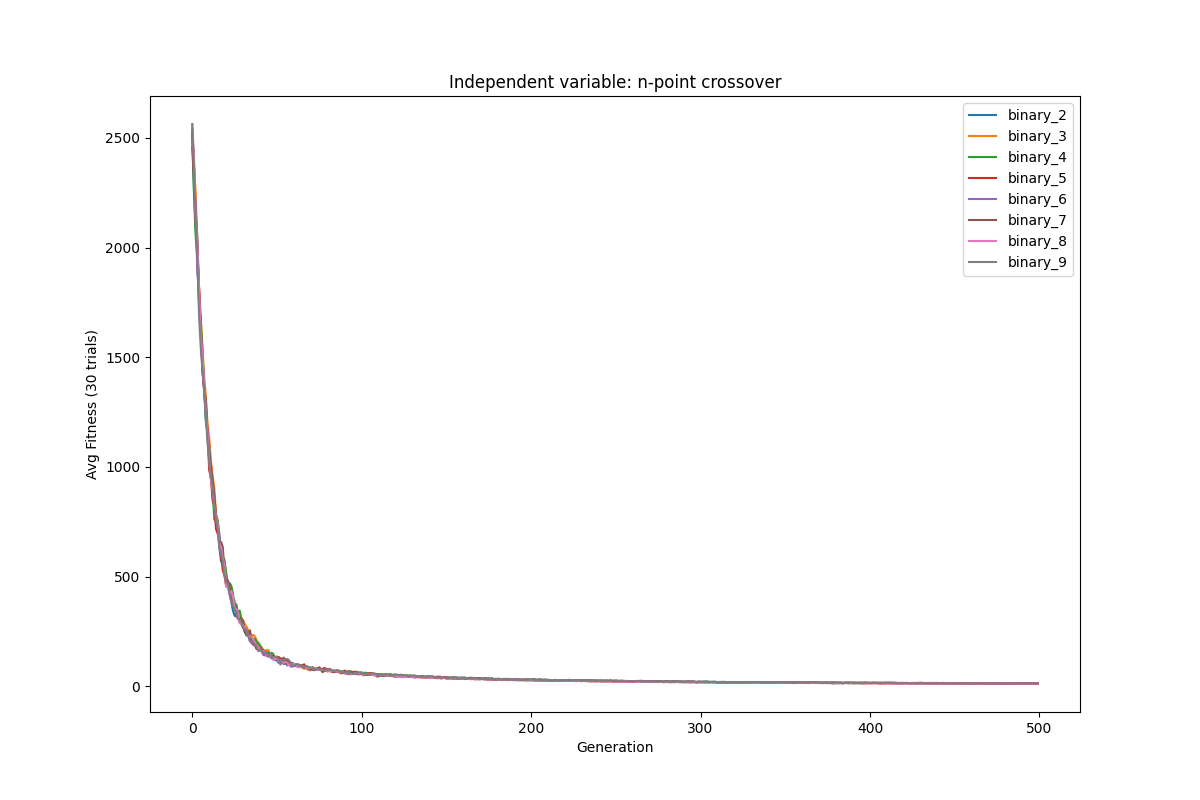 Independent variable: n-point crossover
binary_2
binary_3
binary_4
binary_5
binary_6
binary_7
binary_8
binary_9
Avg Fitness (30 trials)
2500
2000
1500
1000
500
0
0 100 200 300 400 500
Generation